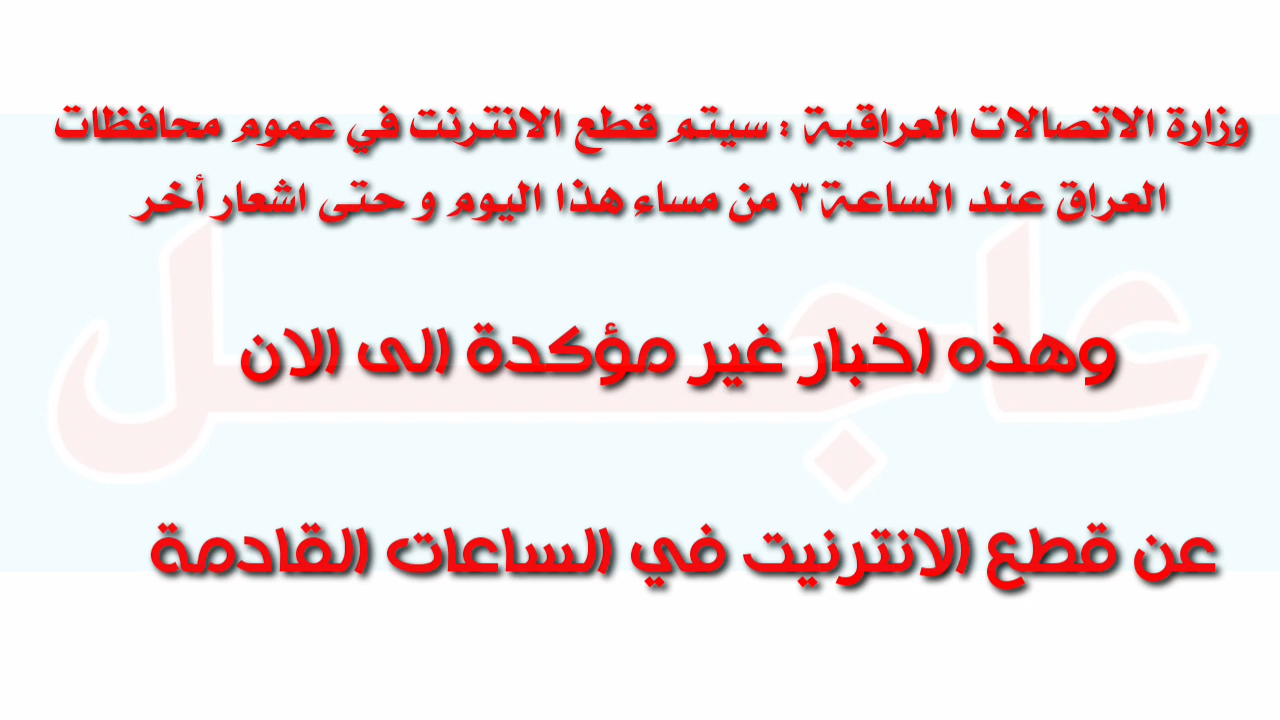 وزارة الاتصالات العراقية : سيتم قطع الانترنت في عموم محافظات
العراق عند الساعة ٣ من مساء هذا اليوم و حتى اشعار أخر
عاجل
وهذه اخبار غير مؤكدة الى الان
عن قطع الانترنيت في الساعات القادمة